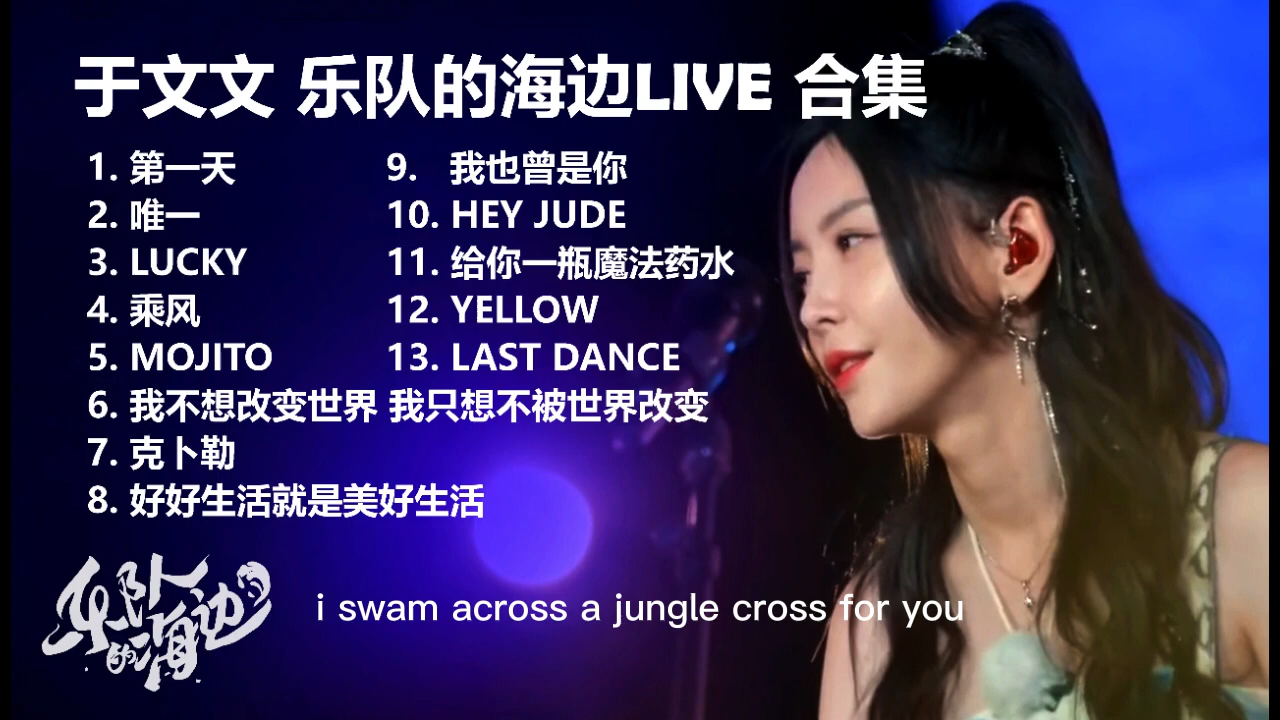 于文文 乐队的海边LIVE 合集
1. 第一天
2. 唯一
3. LUCKY
4. 乘风
5. MOJITO
6. 我不想改变世界 我只想不被世界改变
7. 克卜勒
8. 好好生活就是美好生活
9. 我也曾是你
10. HEY JUDE
11. 给你一瓶魔法药水
12. YELLOW
13. LAST DANCE
乐队的海边
i swam across a jungle cross for you